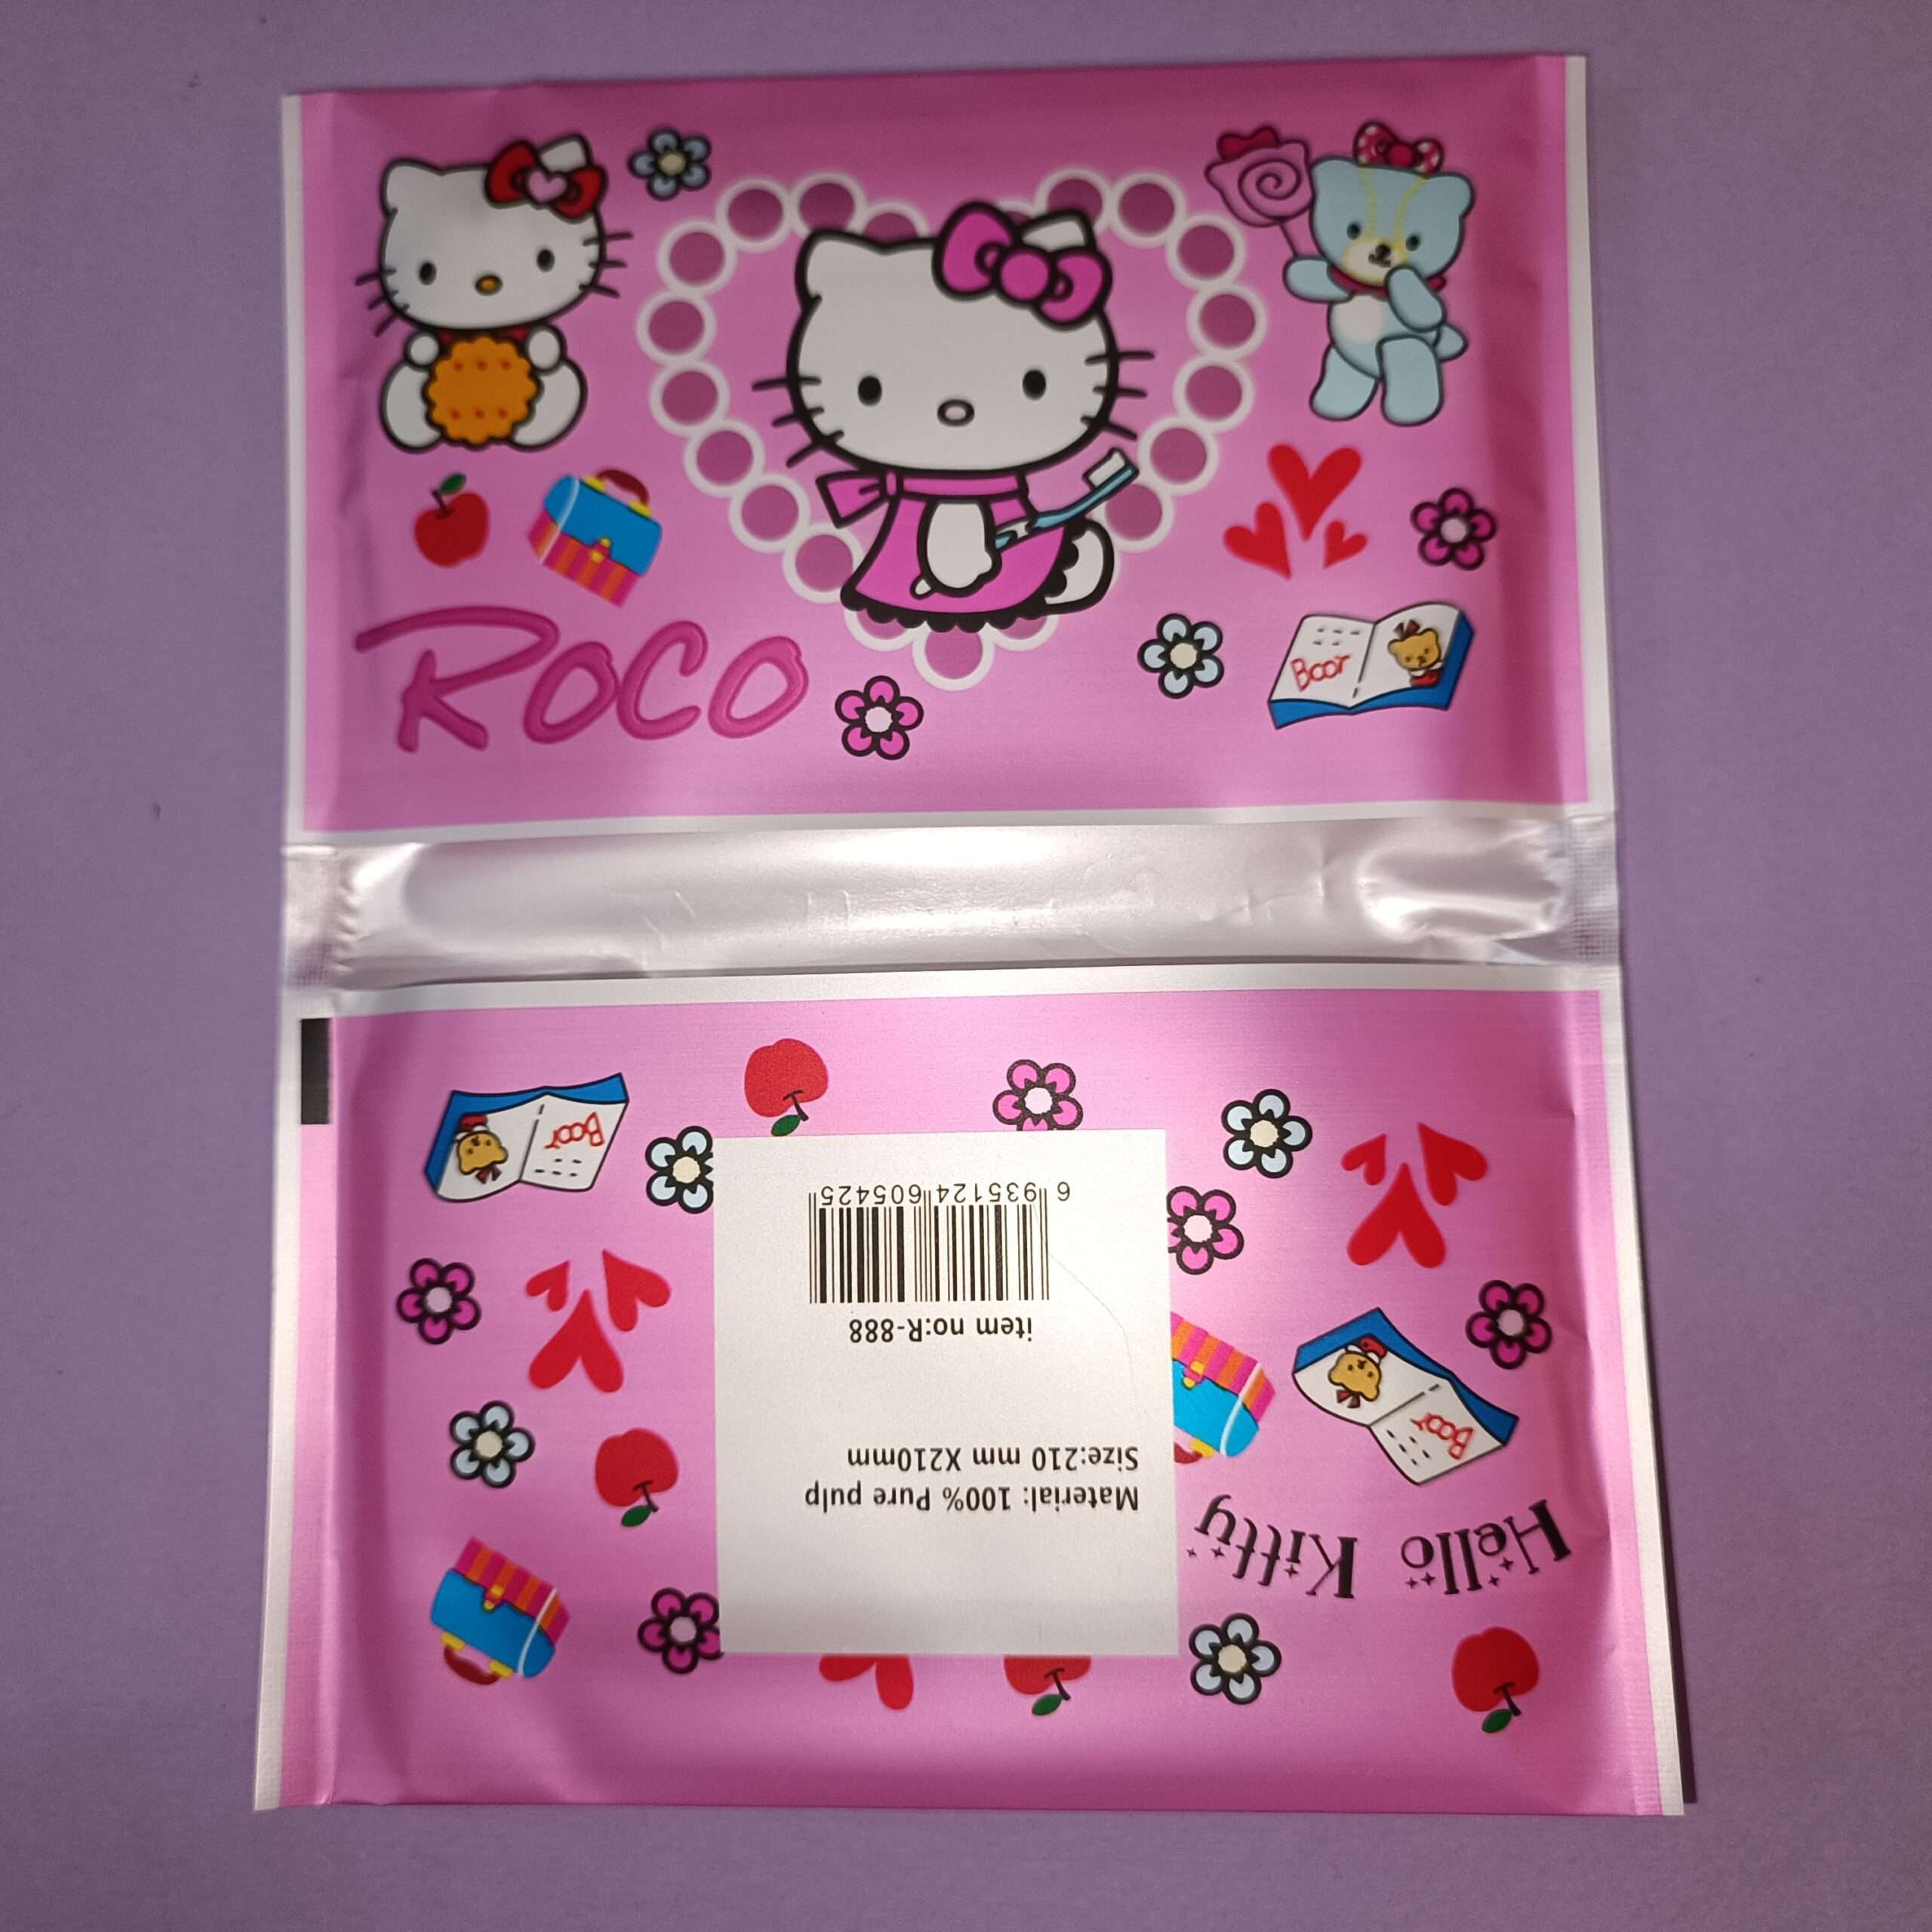 ROCO
Boor
Hello Kitty
Material: 100% Pure pulp
Size:210 mm X210mm
item no:R-888
6 935124 605425
Boor
Boor